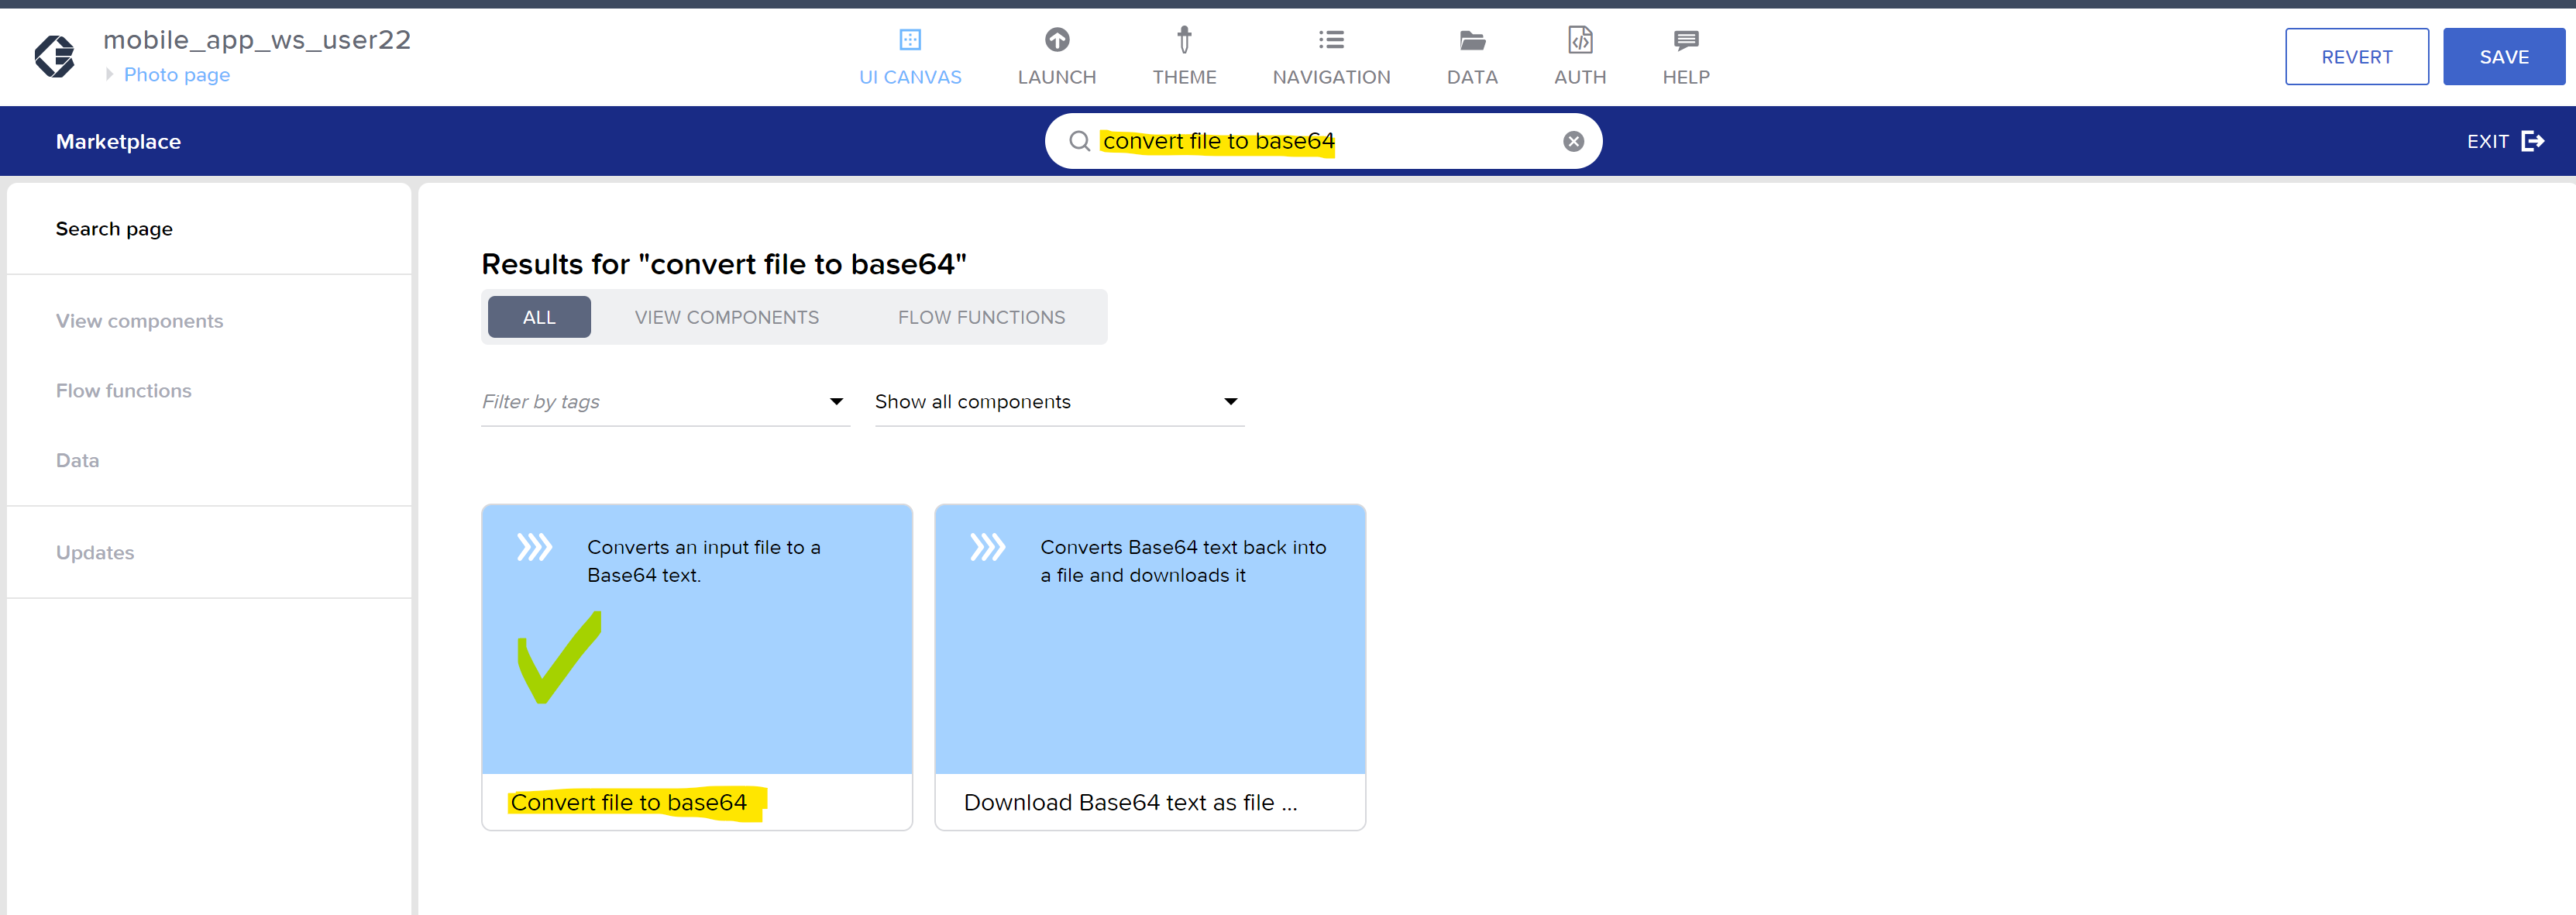 mobile_app_ws_user22
Photo page
UI CANVAS
LAUNCH
THEME
NAVIGATION
DATA
AUTH
HELP
REVERT
SAVE
Marketplace
convert file to base64
EXIT
Search page
View components
Flow functions
Data
Updates
Results for "convert file to base64"
ALL
VIEW COMPONENTS
FLOW FUNCTIONS
Filter by tags
Show all components
Converts an input file to a
Base64 text.
Convert file to base64
Converts Base64 text back into
a file and downloads it
Download Base64 text as file ...